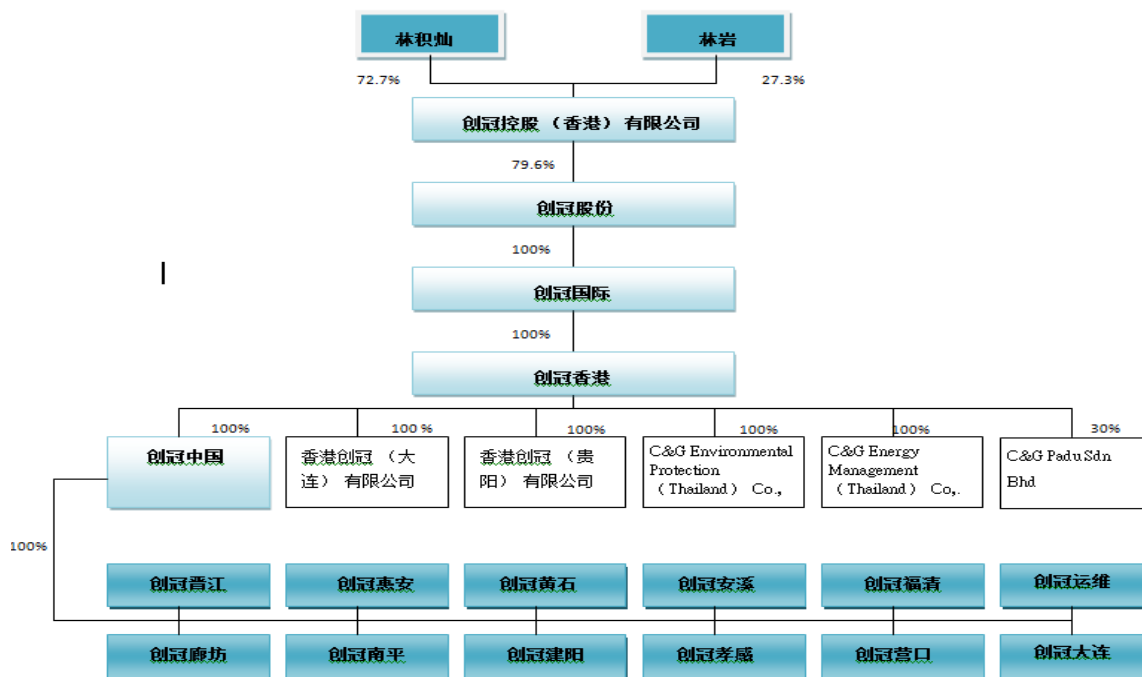 林积灿
林岩
72.7%
27.3%
创冠控股（香港）有限公司
79.6%
创冠股份
100%
创冠国际
100%
创冠香港
100%
100 %
100%
100%
100%
30%
创冠中国
香港创冠（大
连）有限公司
香港创冠（贵
阳）有限公司
C&G Environmental
Protection
（Thailand） Co.,
C&G Energy
Management
（Thailand） Co,.
C&G Padu Sdn
Bhd
100%
创冠晋江
创冠惠安
创冠黄石
创冠安溪
创冠福清
创冠运维
创冠廊坊
创冠南平
创冠建阳
创冠孝感
创冠营口
创冠大连